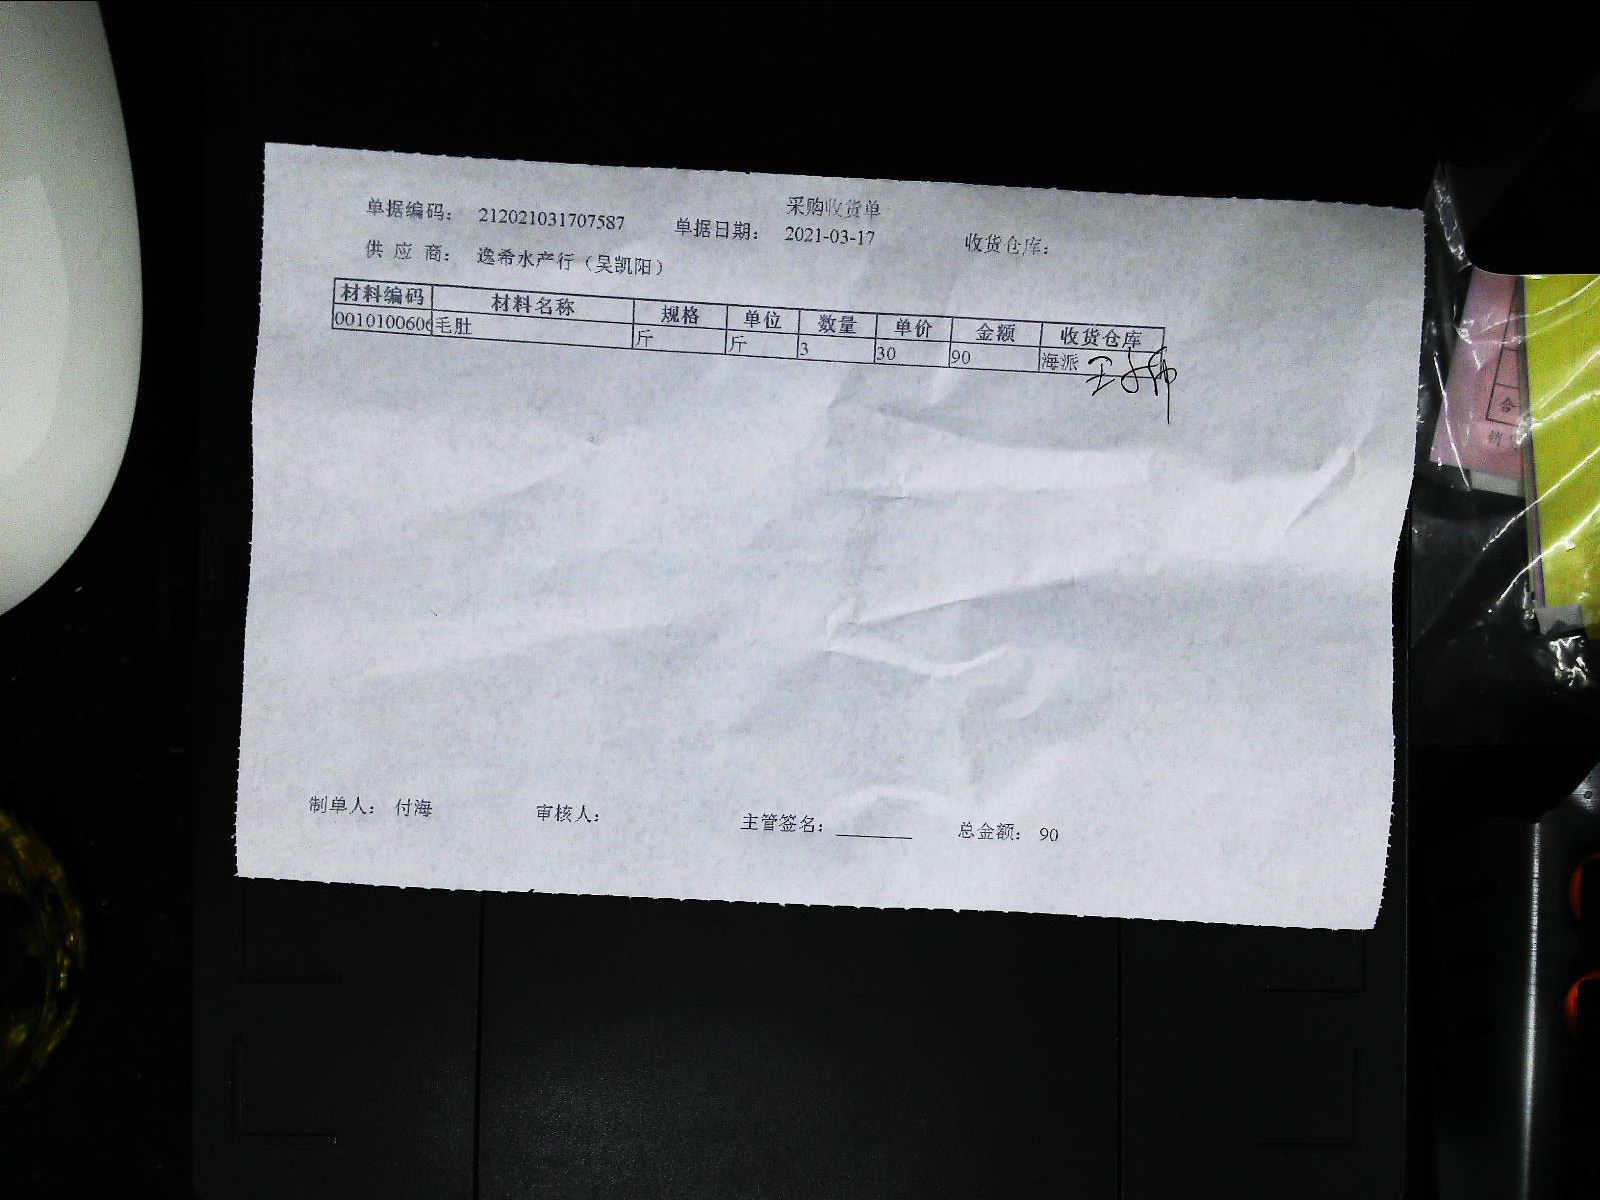 采购收货单
单据编码： 212021031707587 单据日期： 2021-03-17 收货仓库：
供 应 商： 逸希水产行（吴凯阳）
材料编码 材料名称 规格 单位 数量 单价 金额 收货仓库
0010100606 毛肚 斤 斤 3 30 90 海派
制单人： 付海 审核人： 主管签名：______ 总金额： 90